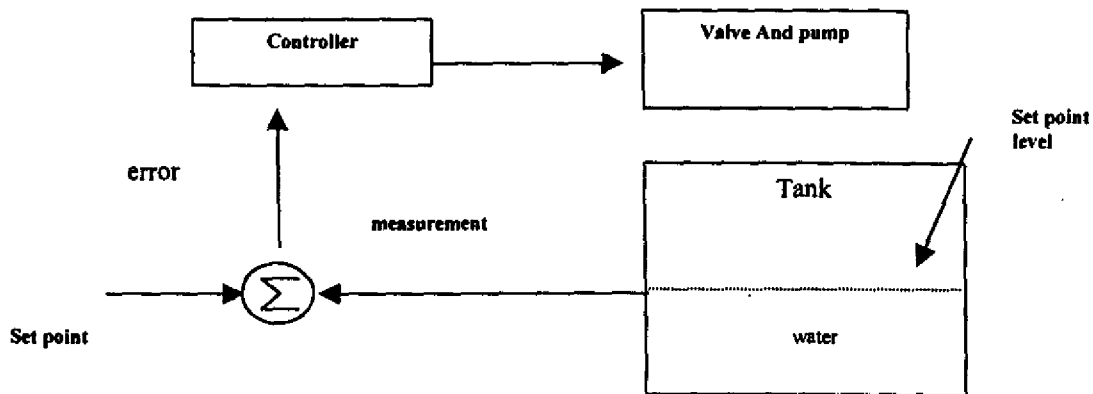 Controller
Valve And pump
Set point
level
error
Tank
measurement
Σ
Set point
water